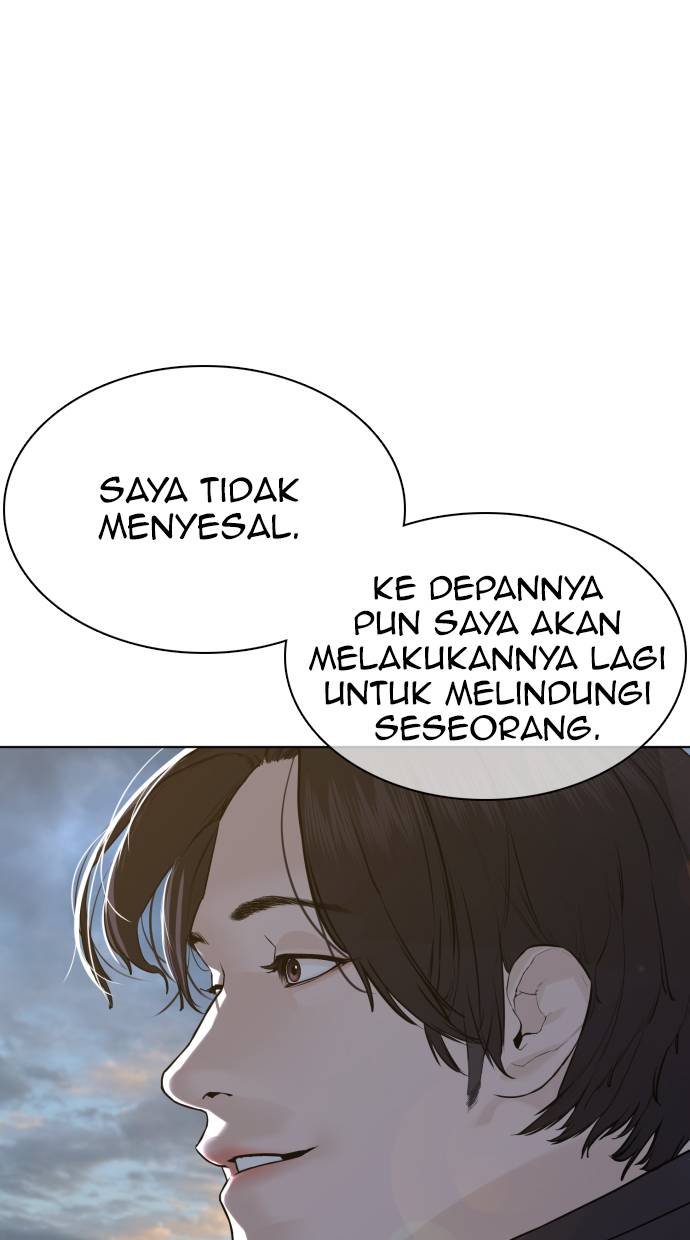 SAYA TIDAK
MENYESAL.
KE DEPANNYA
PUN SAYA AKAN
MELAKUKANNYA LAGI
UNTUK MELINDUNGI
SESEORANG.